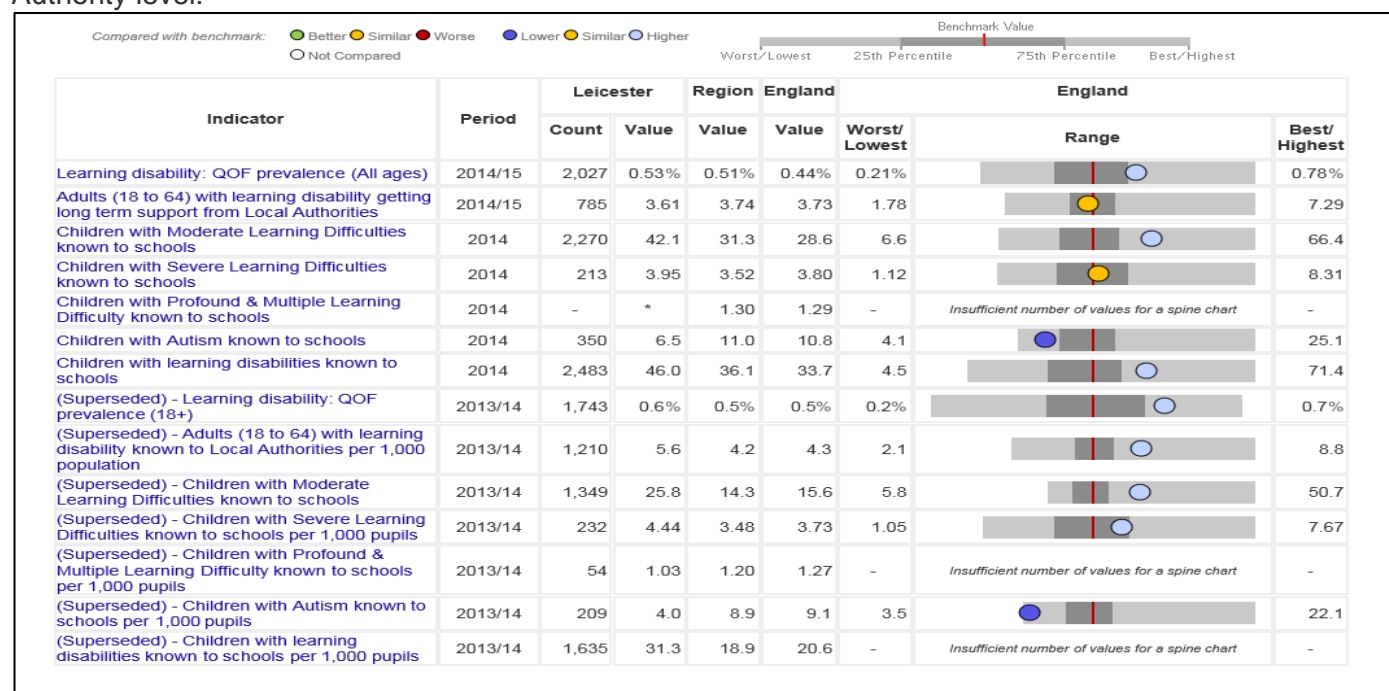 Authority level.
Compared with benchmark: Better Similar Worse Lower Similar Higher
Not Compared
Benchmark Value
Worst/Lowest 25th Percentile 75th Percentile Best/Highest
Indicator Period Leicester Region England England
Count Value Value Value Worst/ Lowest Range Best/ Highest
Learning disability: QOF prevalence (All ages) 2014/15 2,027 0.53% 0.51% 0.44% 0.21% 0.78%
Adults (18 to 64) with learning disability getting
long term support from Local Authorities 2014/15 785 3.61 3.74 3.73 1.78 7.29
Children with Moderate Learning Difficulties
known to schools 2014 2,270 42.1 31.3 28.6 6.6 66.4
Children with Severe Learning Difficulties
known to schools 2014 213 3.95 3.52 3.80 1.12 8.31
Children with Profound & Multiple Learning
Difficulty known to schools 2014 - * 1.30 1.29 - Insufficient number of values for a spine chart -
Children with Autism known to schools 2014 350 6.5 11.0 10.8 4.1 25.1
Children with learning disabilities known to
schools 2014 2,483 46.0 36.1 33.7 4.5 71.4
(Superseded) - Learning disability: QOF
prevalence (18+) 2013/14 1,743 0.6% 0.5% 0.5% 0.2% 0.7%
(Superseded) - Adults (18 to 64) with learning
disability known to Local Authorities per 1,000
population 2013/14 1,210 5.6 4.2 4.3 2.1 8.8
(Superseded) - Children with Moderate
Learning Difficulties known to schools 2013/14 1,349 25.8 14.3 15.6 5.8 50.7
(Superseded) - Children with Severe Learning
Difficulties known to schools per 1,000 pupils 2013/14 232 4.44 3.48 3.73 1.05 7.67
(Superseded) - Children with Profound &
Multiple Learning Difficulty known to schools
per 1,000 pupils 2013/14 54 1.03 1.20 1.27 - Insufficient number of values for a spine chart -
(Superseded) - Children with Autism known to
schools per 1,000 pupils 2013/14 209 4.0 8.9 9.1 3.5 22.1
(Superseded) - Children with learning
disabilities known to schools per 1,000 pupils 2013/14 1,635 31.3 18.9 20.6 - Insufficient number of values for a spine chart -